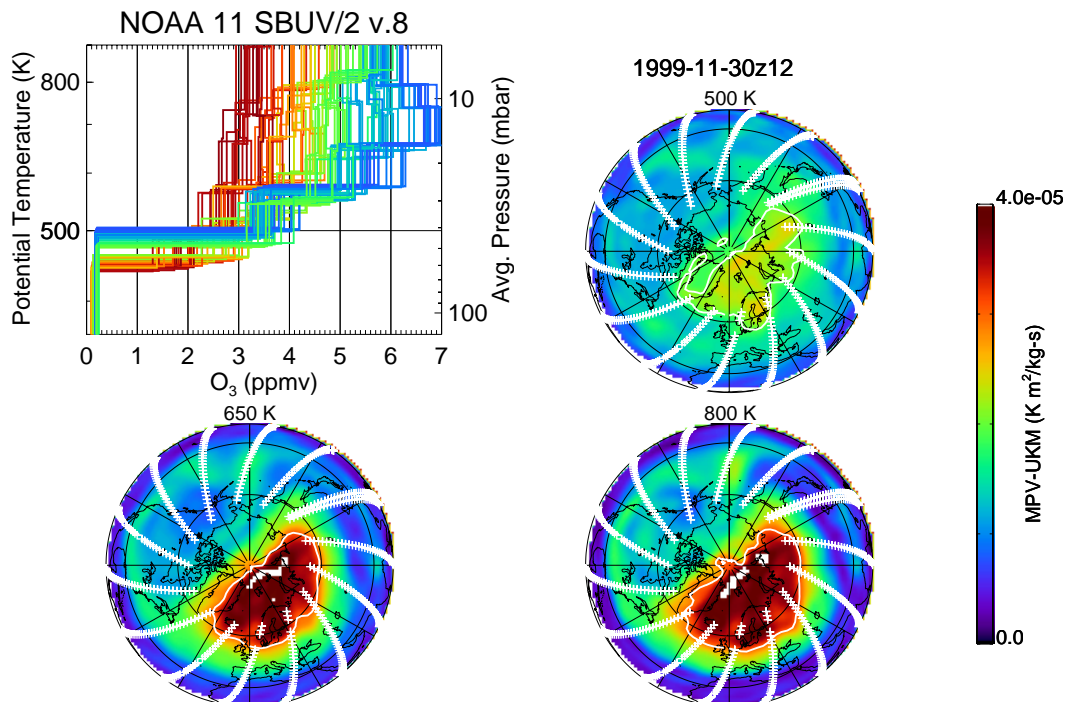 NOAA 11 SBUV/2 v.8
Potential Temperature (K)
800
500
10
100
Avg. Pressure (mbar)
0 1 2 3 4 5 6 7
O3 (ppmv)
1999-11-30z12
500 K
650 K
800 K
4.0e-05
MPV-UKM (K m²/kg-s)
0.0